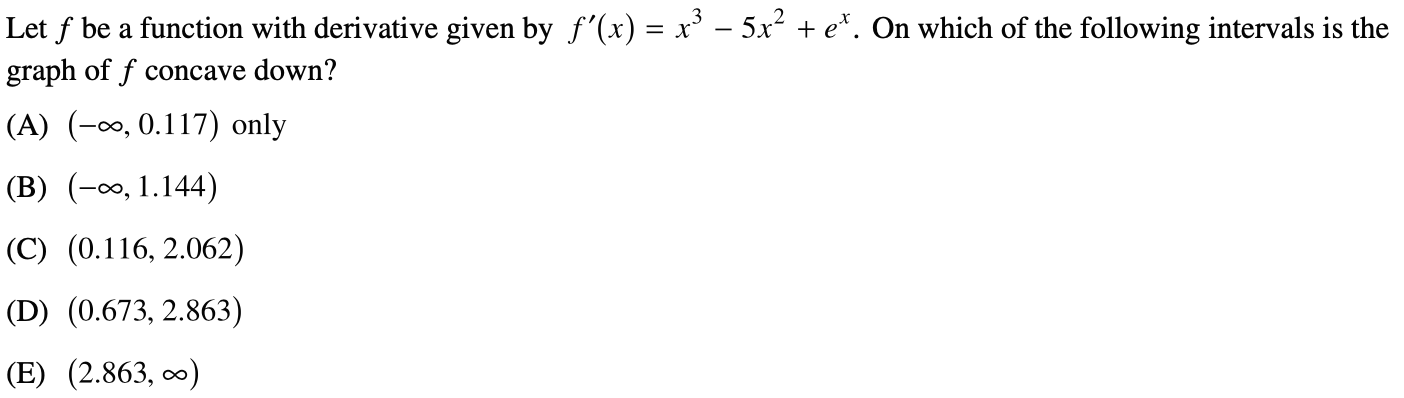 Let f be a function with derivative given by f′(x) = x³ − 5x² + eˣ. On which of the following intervals is the
graph of f concave down?
(A) (−∞, 0.117) only
(B) (−∞, 1.144)
(C) (0.116, 2.062)
(D) (0.673, 2.863)
(E) (2.863, ∞)